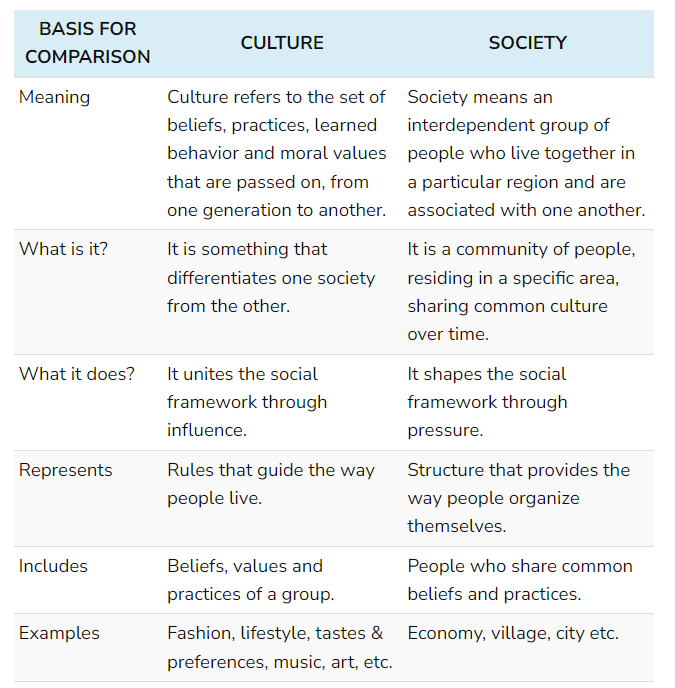 BASIS FOR
COMPARISON
CULTURE
SOCIETY
Meaning
Culture refers to the set of
beliefs, practices, learned
behavior and moral values
that are passed on, from
one generation to another.
Society means an
interdependent group of
people who live together in
a particular region and are
associated with one another.
What is it?
It is something that
differentiates one society
from the other.
It is a community of people,
residing in a specific area,
sharing common culture
over time.
What it does?
It unites the social
framework through
influence.
It shapes the social
framework through
pressure.
Represents
Rules that guide the way
people live.
Structure that provides the
way people organize
themselves.
Includes
Beliefs, values and
practices of a group.
People who share common
beliefs and practices.
Examples
Fashion, lifestyle, tastes &
preferences, music, art, etc.
Economy, village, city etc.